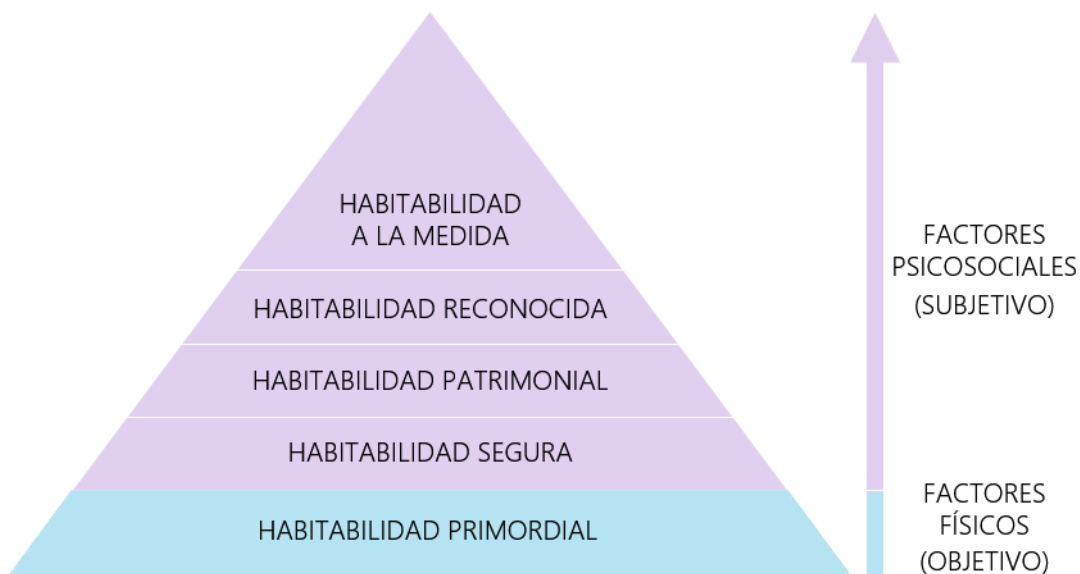 HABITABILIDAD
A LA MEDIDA
HABITABILIDAD RECONOCIDA
HABITABILIDAD PATRIMONIAL
HABITABILIDAD SEGURA
HABITABILIDAD PRIMORDIAL
FACTORES
PSICOSOCIALES
(SUBJETIVO)
FACTORES
FÍSICOS
(OBJETIVO)